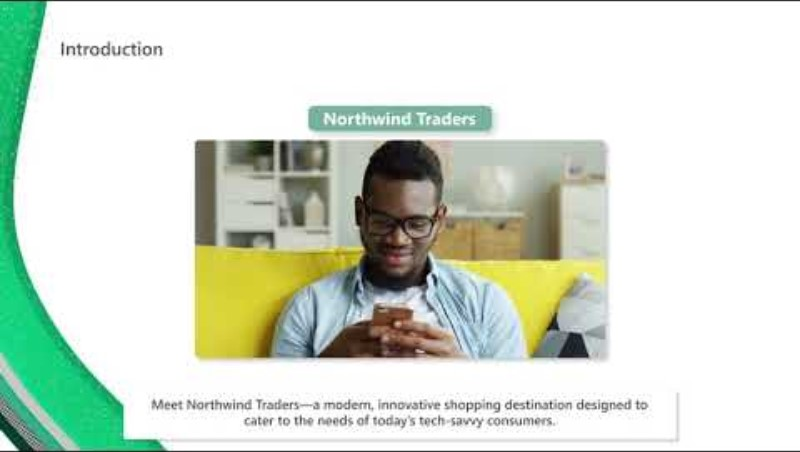 Introduction
Northwind Traders
Meet Northwind Traders—a modern, innovative shopping destination designed to
cater to the needs of today's tech-savvy consumers.